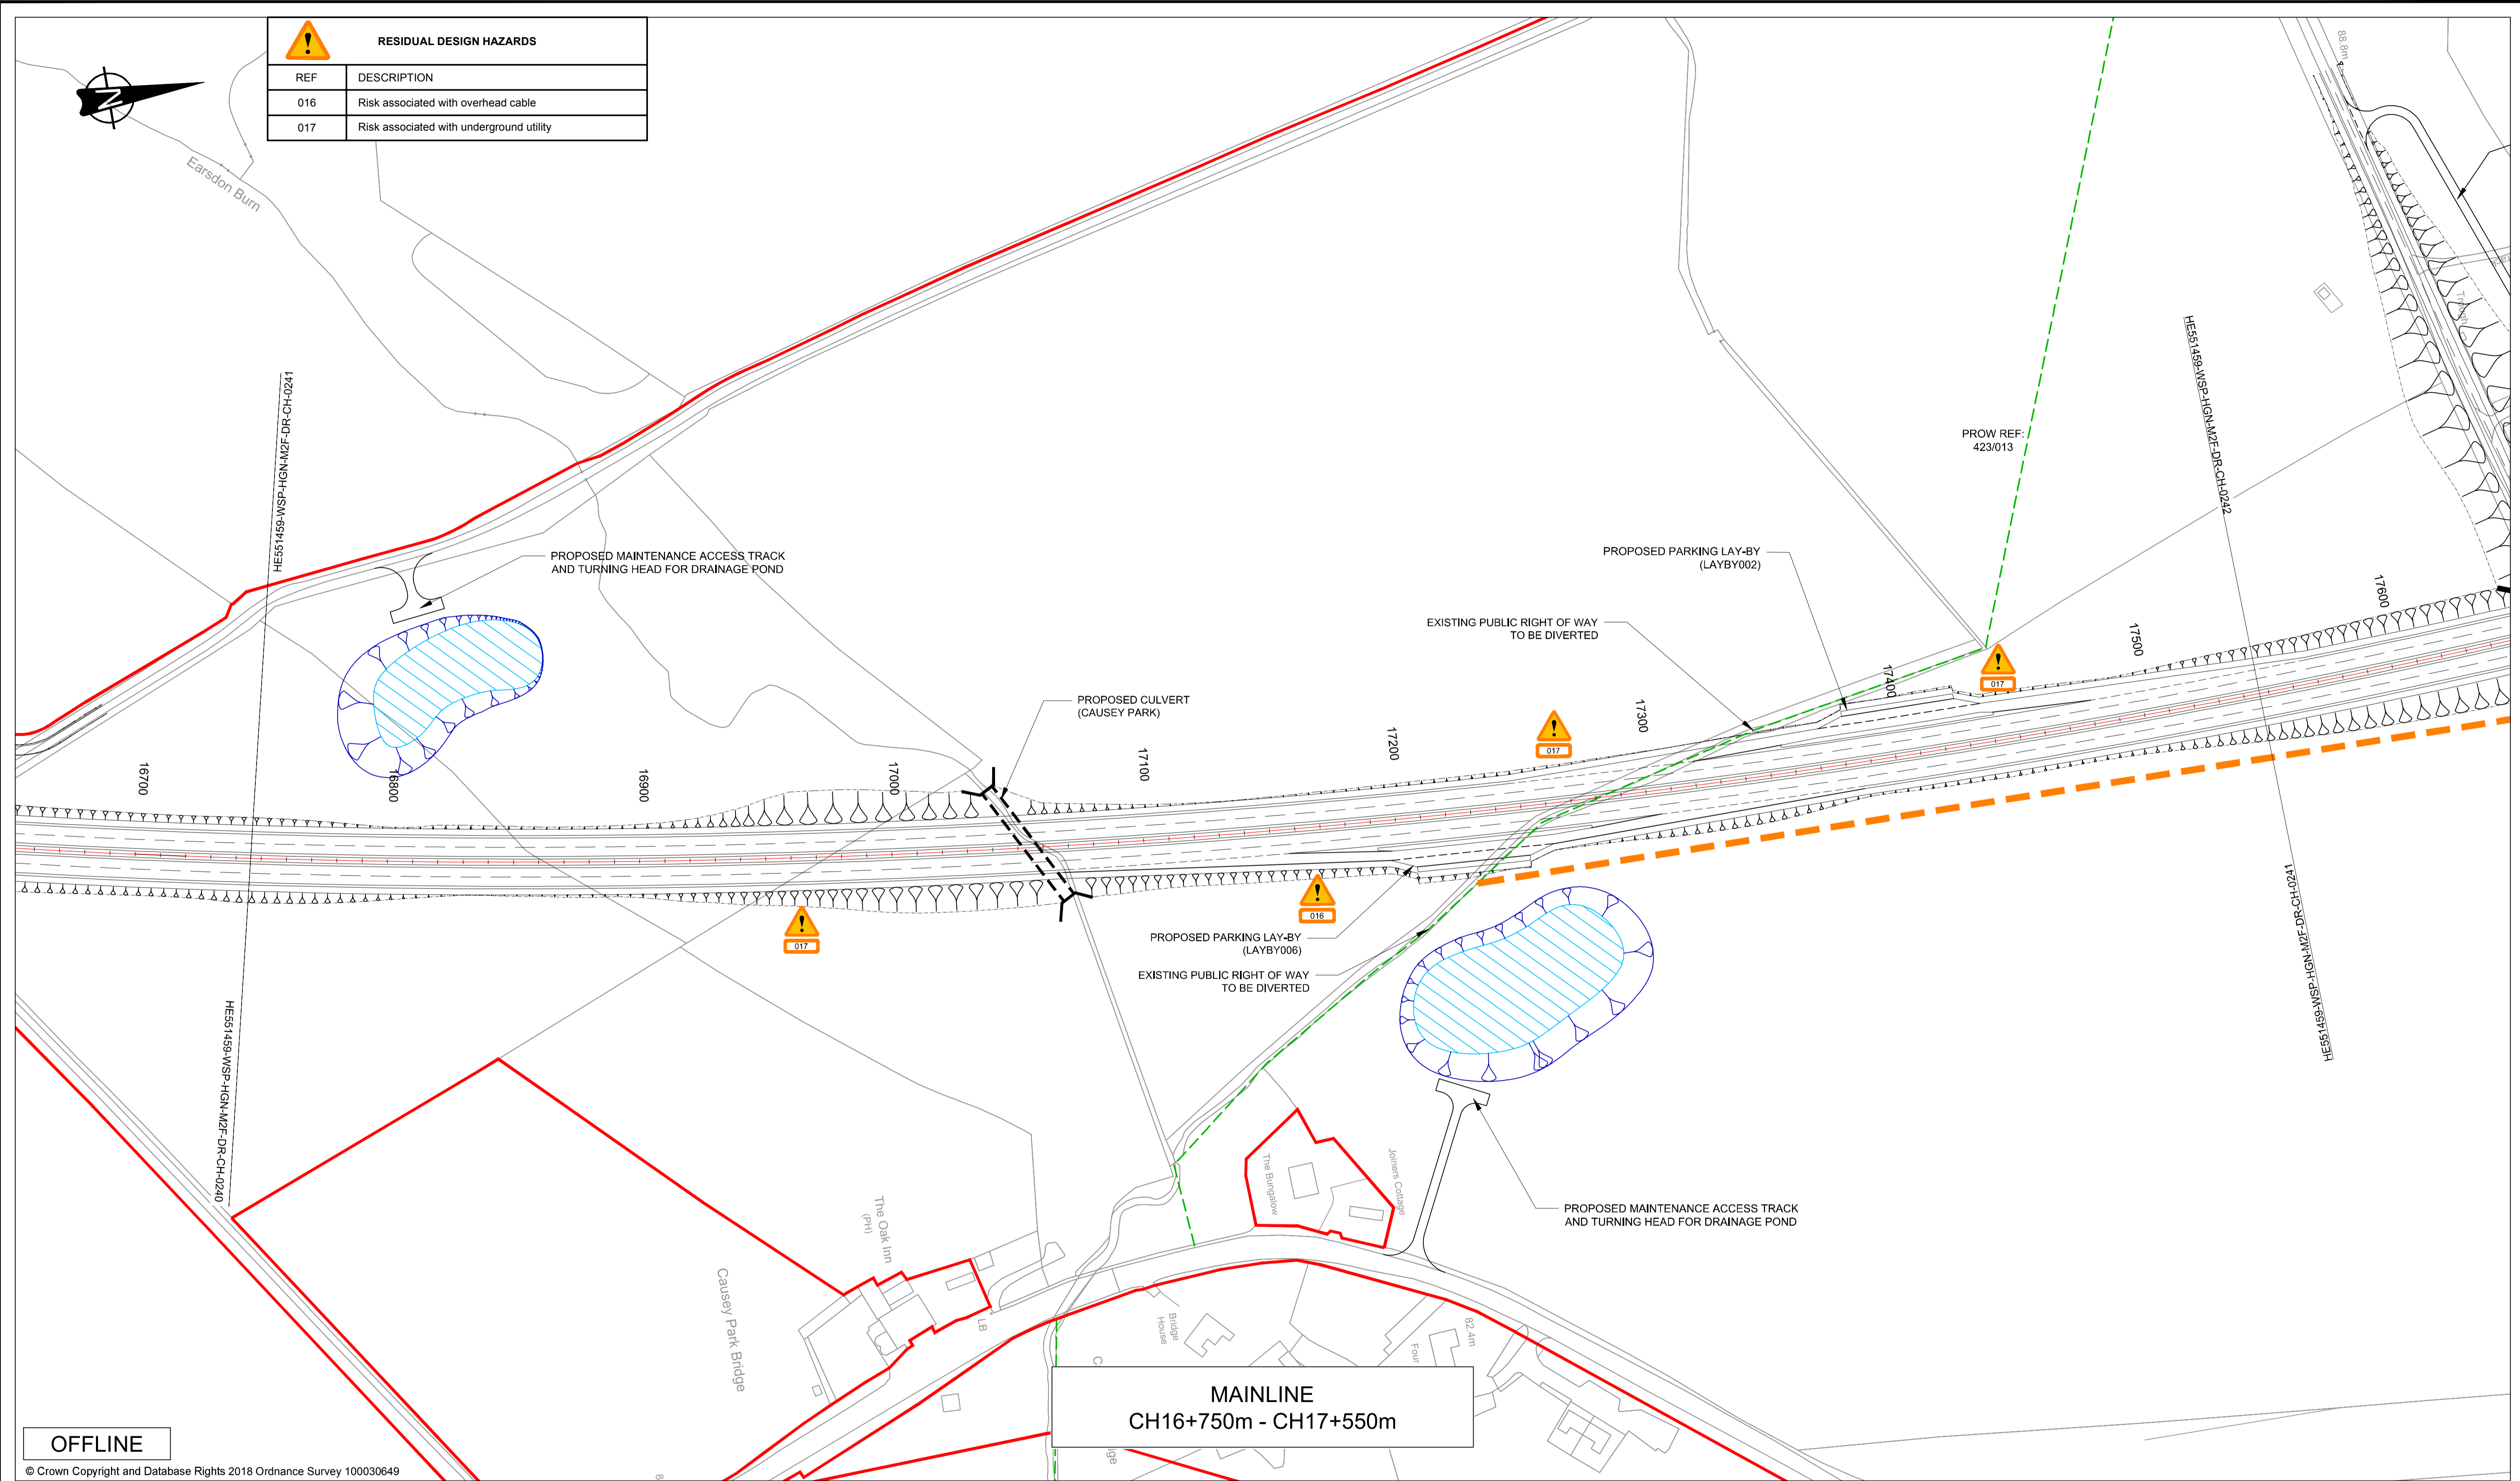 RESIDUAL DESIGN HAZARDS
REF DESCRIPTION
016 Risk associated with overhead cable
017 Risk associated with underground utility
N
Earsdon Burn
88.8m
Trough
HE551459-WSP-HGN-M2F-DR-CH-0241
HE551459-WSP-HGN-M2F-DR-CH-0240
HE551459-WSP-HGN-M2F-DR-CH-0242
HE551459-WSP-HGN-M2F-DR-CH-0241
PROW REF:
423/013
PROPOSED MAINTENANCE ACCESS TRACK
AND TURNING HEAD FOR DRAINAGE POND
PROPOSED PARKING LAY-BY
(LAYBY002)
EXISTING PUBLIC RIGHT OF WAY
TO BE DIVERTED
PROPOSED CULVERT
(CAUSEY PARK)
16700
16800
16900
17000
17100
17200
17300
17400
17500
17600
017
017
017
016
PROPOSED PARKING LAY-BY
(LAYBY006)
EXISTING PUBLIC RIGHT OF WAY
TO BE DIVERTED
PROPOSED MAINTENANCE ACCESS TRACK
AND TURNING HEAD FOR DRAINAGE POND
The Bungalow
Joiners Cottage
The Oak Inn
(PH)
Causey Park Bridge
LB
Bridge
House
82.4m
Four
MAINLINE
CH16+750m - CH17+550m
OFFLINE
© Crown Copyright and Database Rights 2018 Ordnance Survey 100030649